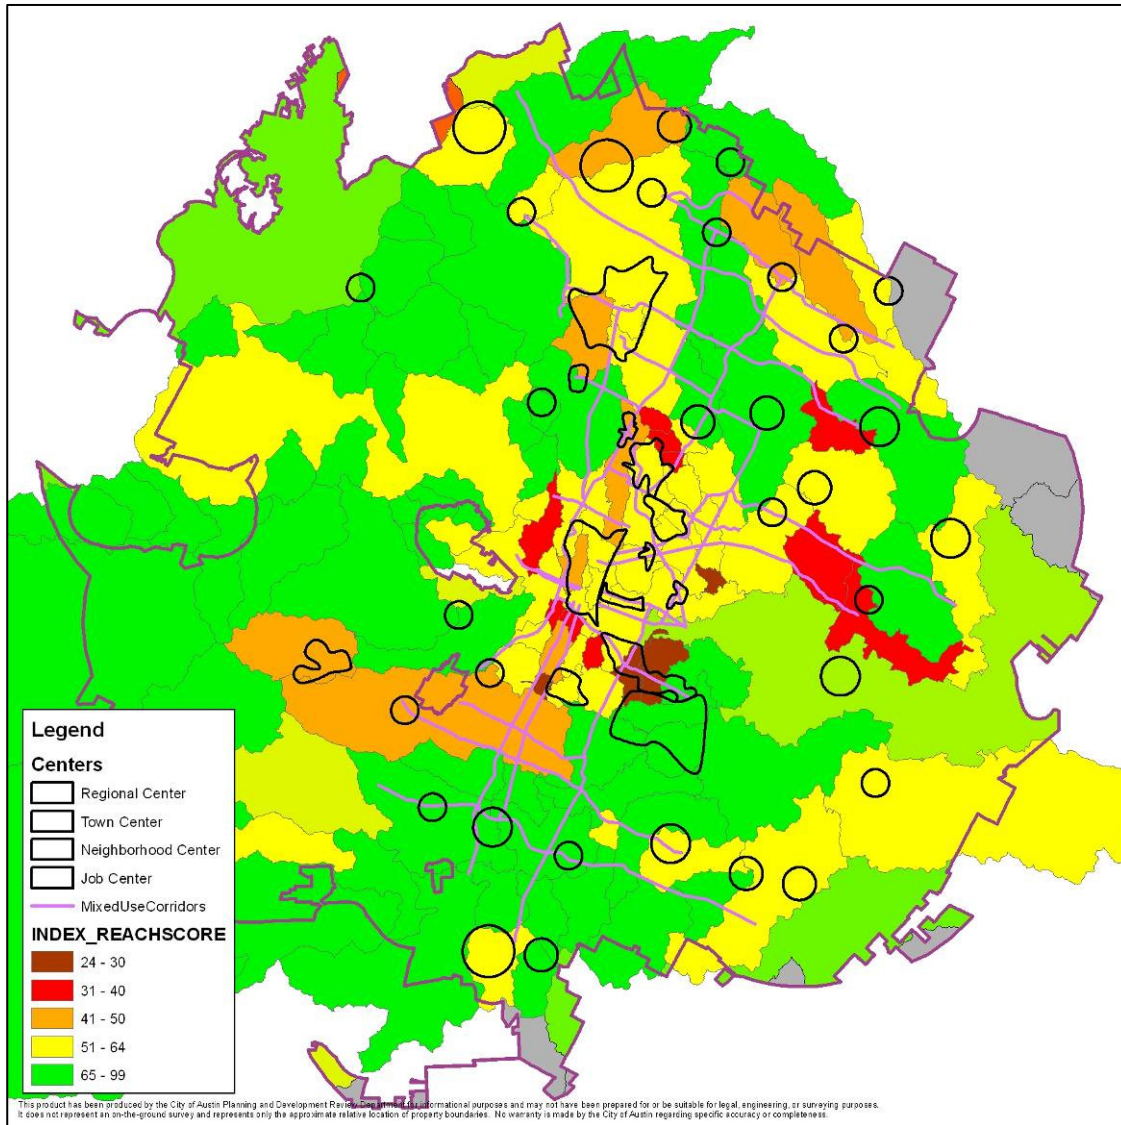 Legend
Centers
Regional Center
Town Center
Neighborhood Center
Job Center
MixedUseCorridors
INDEX_REACHSCORE
24 - 30
31 - 40
41 - 50
51 - 64
65 - 99
This product has been produced by the City of Austin Planning and Development Review Department for informational purposes and may not have been prepared for or be suitable for legal, engineering, or surveying purposes.
It does not represent an on-the-ground survey and represents only the approximate relative location of property boundaries. No warranty is made by the City of Austin regarding specific accuracy or completeness.